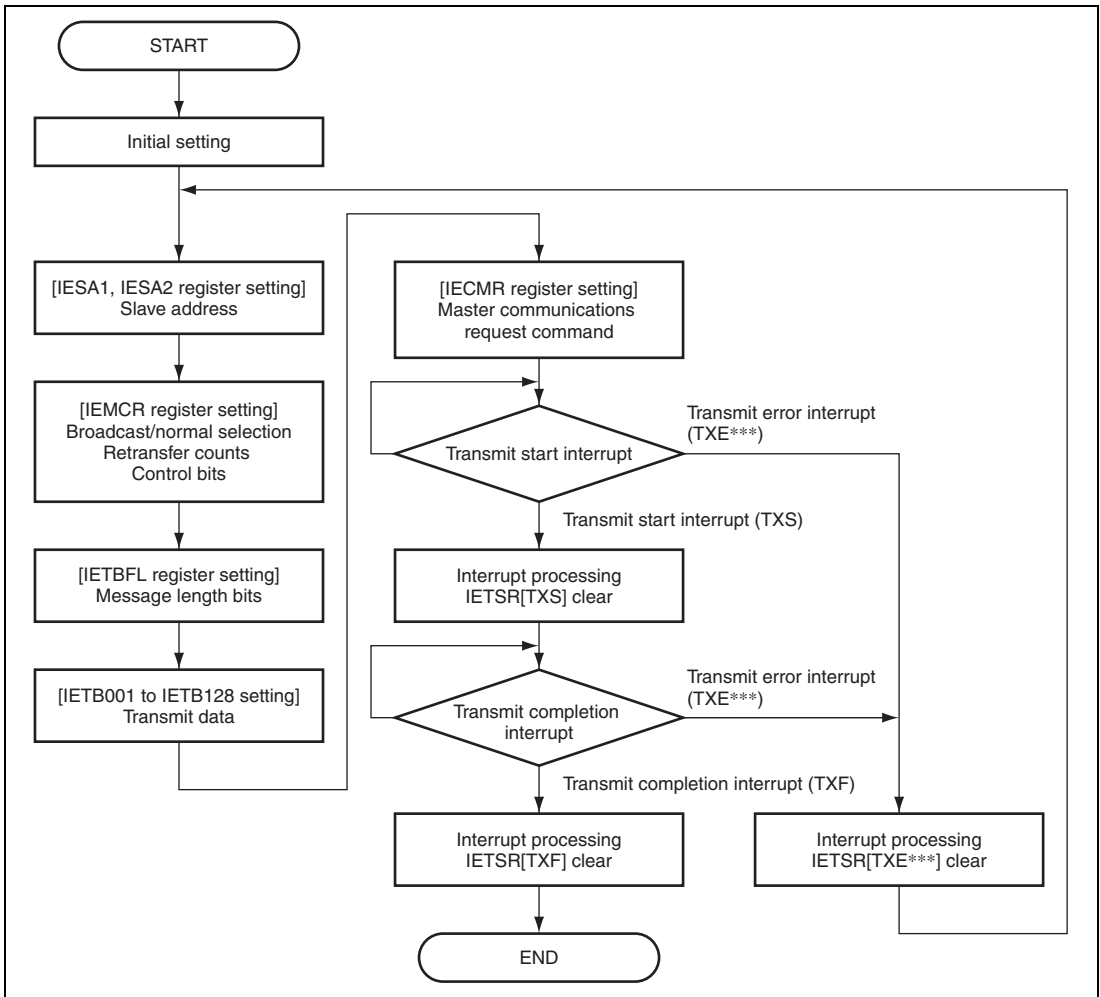 START
Initial setting
[IESA1, IESA2 register setting]
Slave address
[IEMCR register setting]
Broadcast/normal selection
Retransfer counts
Control bits
[IETBFL register setting]
Message length bits
[IETB001 to IETB128 setting]
Transmit data
[IECMR register setting]
Master communications
request command
Transmit start interrupt
Transmit error interrupt
(TXE***)
Transmit start interrupt (TXS)
Interrupt processing
IETSR[TXS] clear
Transmit completion
interrupt
Transmit error interrupt
(TXE***)
Transmit completion interrupt (TXF)
Interrupt processing
IETSR[TXF] clear
Interrupt processing
IETSR[TXE***] clear
END